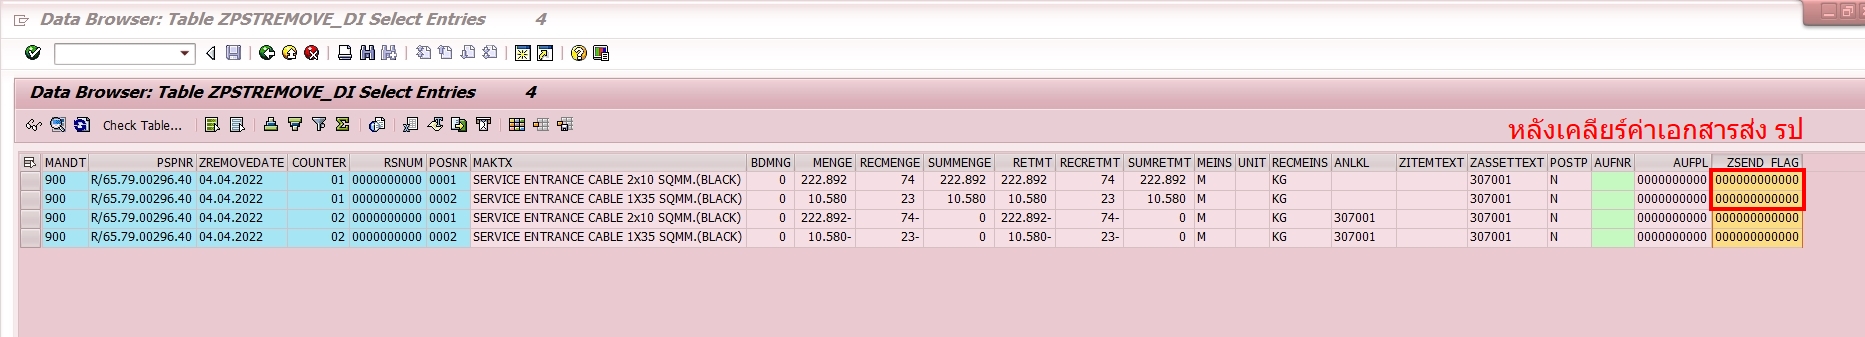 Data Browser: Table ZPSTREMOVE_DI Select Entries 4
Data Browser: Table ZPSTREMOVE_DI Select Entries 4
Check Table...
หลังเคลียร์ค่าเอกสารส่ง รป
MANDT PSPNR ZREMOVEDATE COUNTER RSNUM POSNR MAKTX BDMNG MENGE RECMENGE SUMMENGE RETMT RECRETMT SUMRETMT MEINS UNIT RECMEINS ANLKL ZITEMTEXT ZASSETTEXT POSTP AUFNR AUFPL ZSEND_FLAG
900 R/65.79.00296.40 04.04.2022 01 0000000000 0001 SERVICE ENTRANCE CABLE 2x10 SQMM.(BLACK) 0 222.892 74 222.892 222.892 74 222.892 M KG 307001 N 0000000000 000000000000
900 R/65.79.00296.40 04.04.2022 01 0000000000 0002 SERVICE ENTRANCE CABLE 1X35 SQMM.(BLACK) 0 10.580 23 10.580 10.580 23 10.580 M KG 307001 N 0000000000 000000000000
900 R/65.79.00296.40 04.04.2022 02 0000000000 0001 SERVICE ENTRANCE CABLE 2x10 SQMM.(BLACK) 0 222.892- 74- 0 222.892- 74- 0 M KG 307001 307001 N 0000000000 000000000000
900 R/65.79.00296.40 04.04.2022 02 0000000000 0002 SERVICE ENTRANCE CABLE 1X35 SQMM.(BLACK) 0 10.580- 23- 0 10.580- 23- 0 M KG 307001 307001 N 0000000000 000000000000